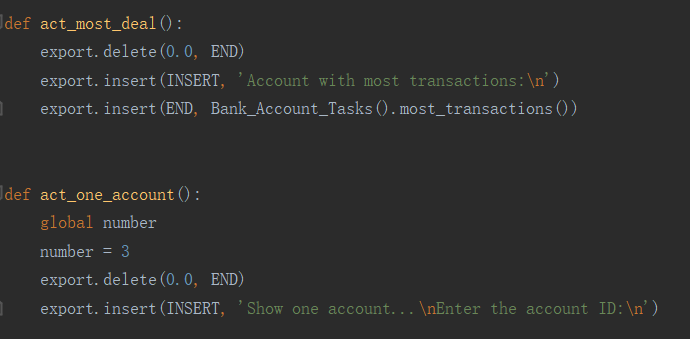 def act_most_deal():
    export.delete(0.0, END)
    export.insert(INSERT, 'Account with most transactions:\n')
    export.insert(END, Bank_Account_Tasks().most_transactions())
def act_one_account():
    global number
    number = 3
    export.delete(0.0, END)
    export.insert(INSERT, 'Show one account...\nEnter the account ID:\n')